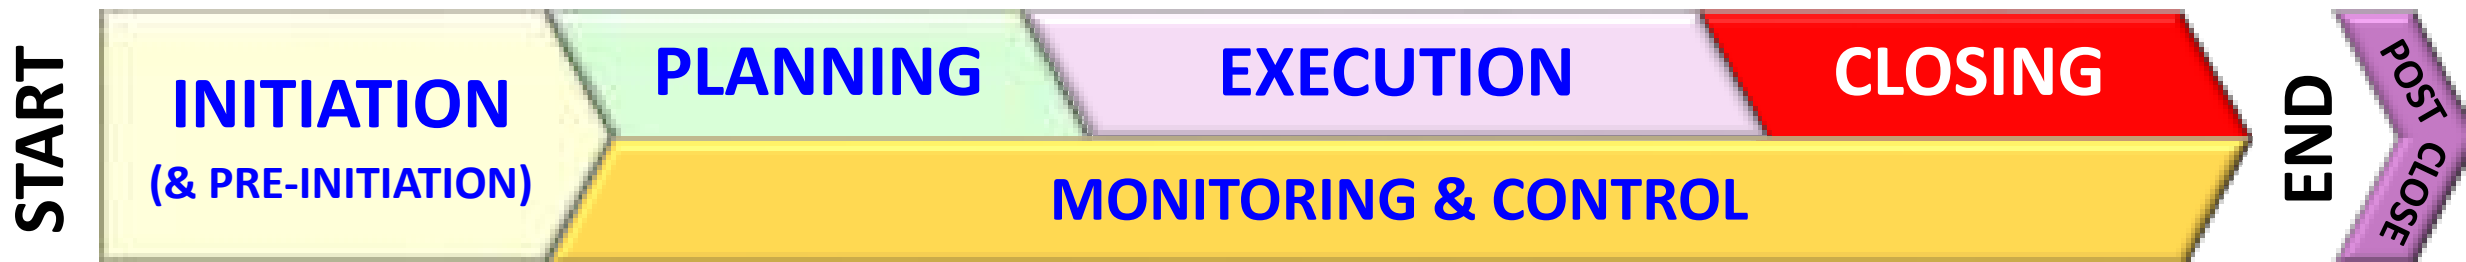 START
INITIATION
(& PRE-INITIATION)
PLANNING
EXECUTION
CLOSING
MONITORING & CONTROL
END
POST CLOSE